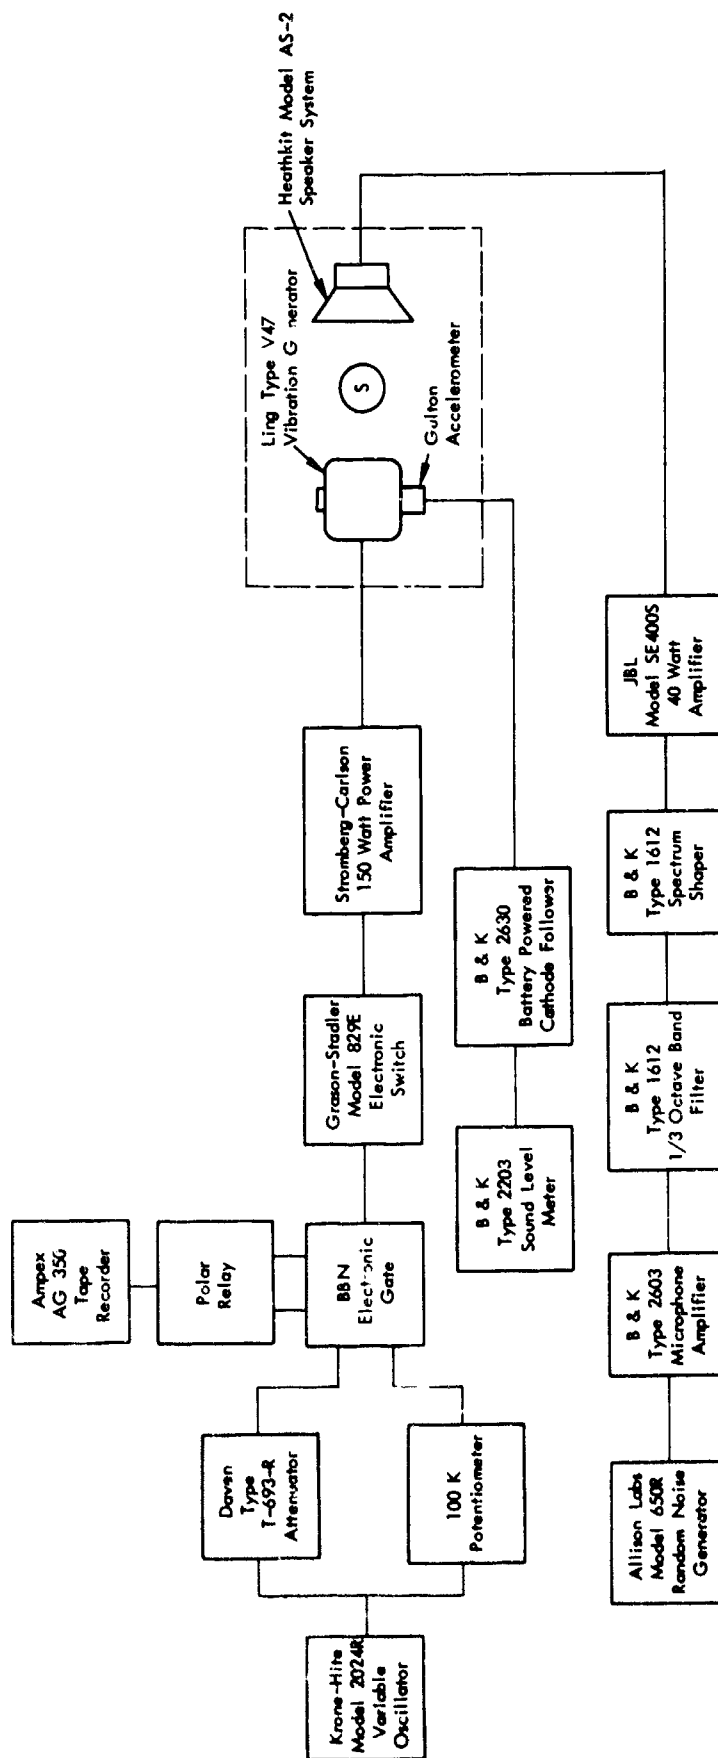 Krone-Hite
Model 2024R
Variable
Oscillator
Daven
Type
T-693-R
Attenuator
100 K
Potentiometer
Ampex
AG 350
Tape
Recorder
Polar
Relay
BBN
Electronic
Gate
Grason-Stadler
Model 829E
Electronic
Switch
Stromberg-Carlson
150 Watt Power
Amplifier
Ling Type V47
Vibration G nerator
Heathkit Model AS-2
Speaker System
S
Gulton
Accelerometer
B & K
Type 2203
Sound Level
Meter
B & K
Type 2630
Battery Powered
Cathode Follower
Allison Labs
Model 650R
Random Noise
Generator
B & K
Type 2603
Microphone
Amplifier
B & K
Type 1612
1/3 Octave Band
Filter
B & K
Type 1612
Spectrum
Shaper
JBL
Model SE400S
40 Watt
Amplifier